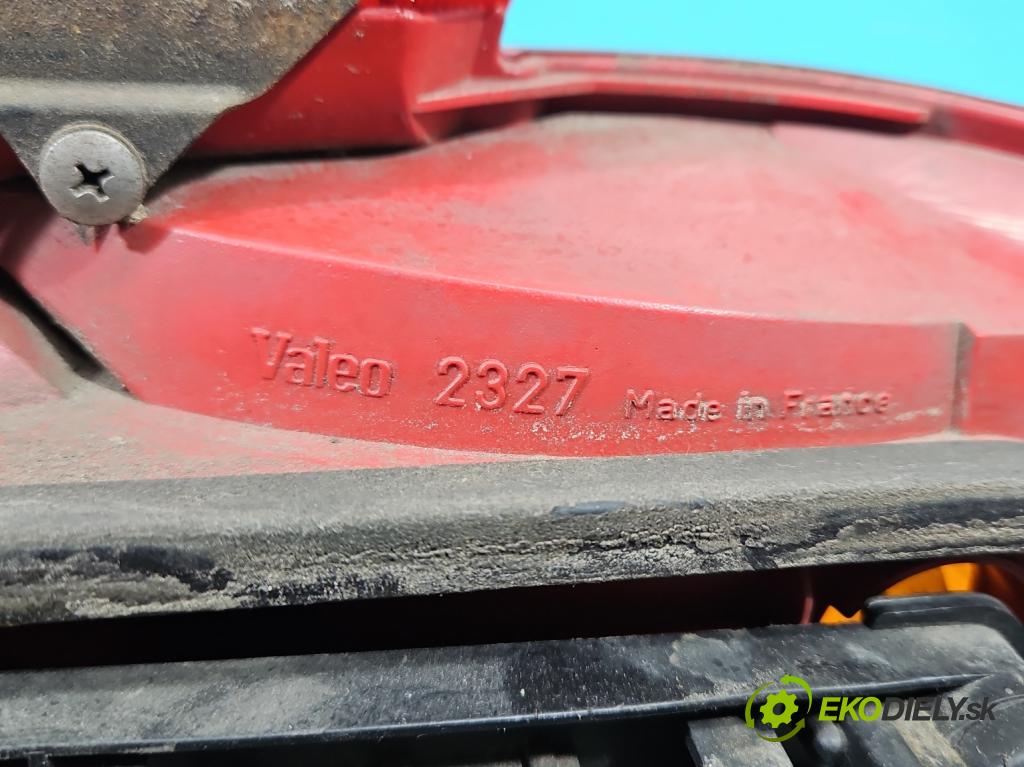 Valeo 2327 Made in France
EKODIELY.sk